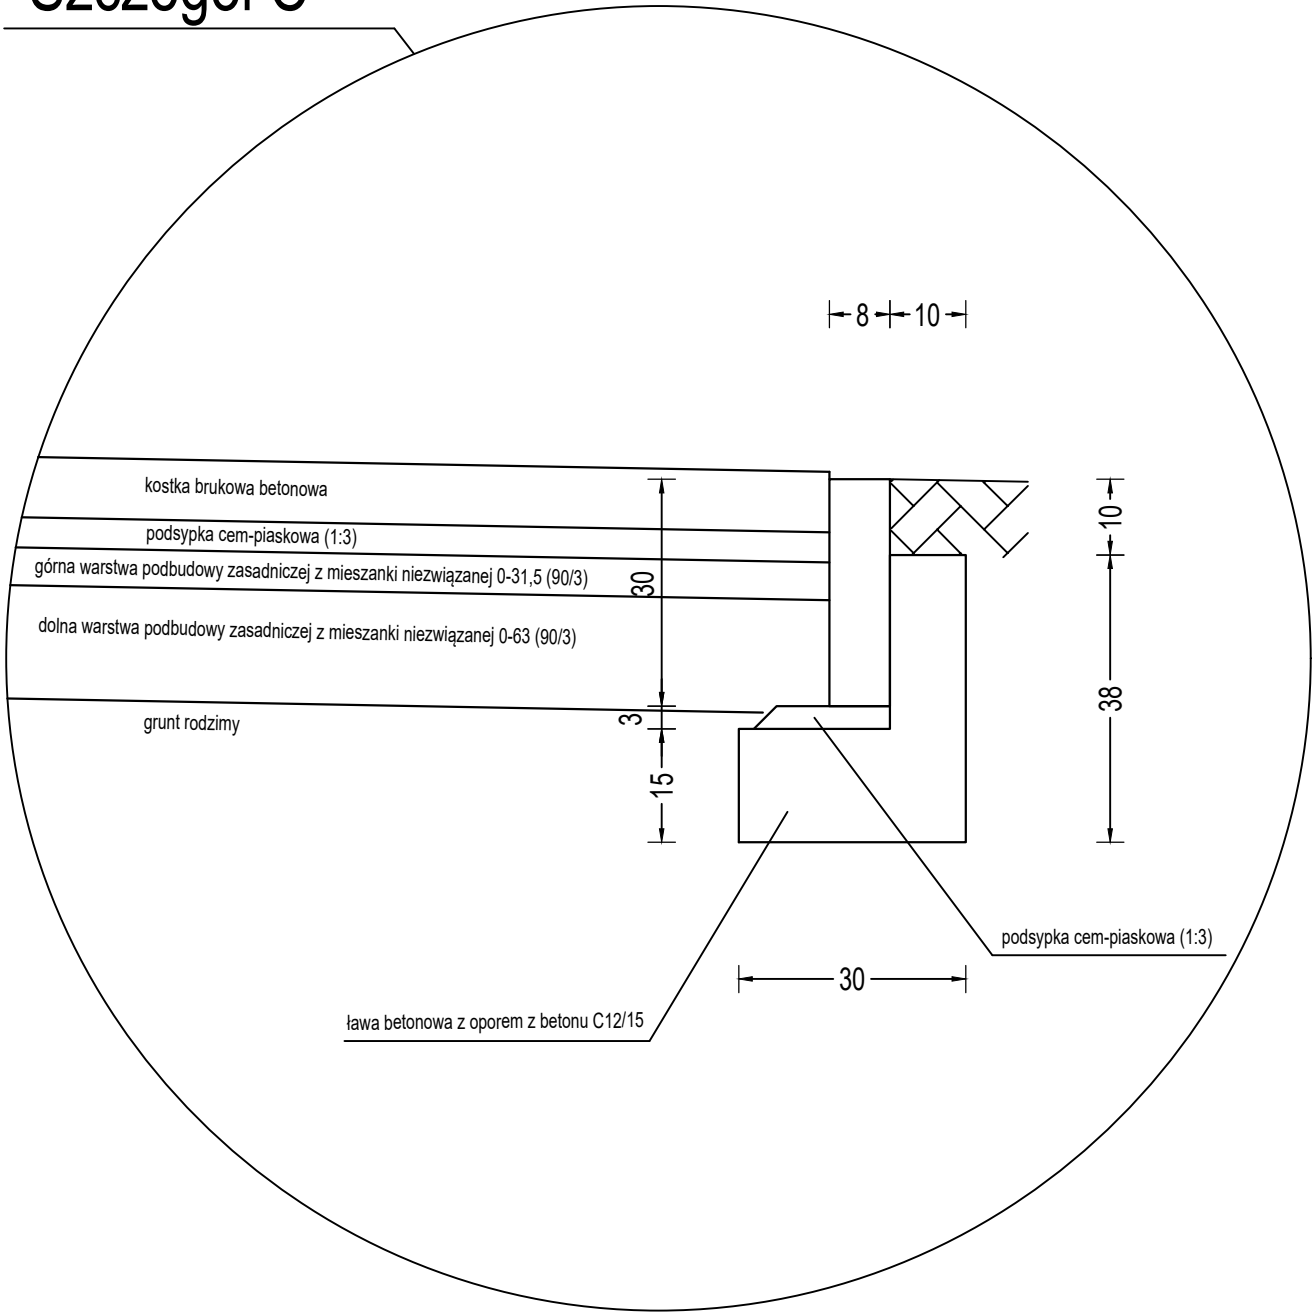 Szczegół C
8
10
kostka brukowa betonowa
podsypka cem-piaskowa (1:3)
górna warstwa podbudowy zasadniczej z mieszanki niezwiązanej 0-31,5 (90/3)
30
10
dolna warstwa podbudowy zasadniczej z mieszanki niezwiązanej 0-63 (90/3)
grunt rodzimy
3
38
15
podsypka cem-piaskowa (1:3)
30
ława betonowa z oporem z betonu C12/15